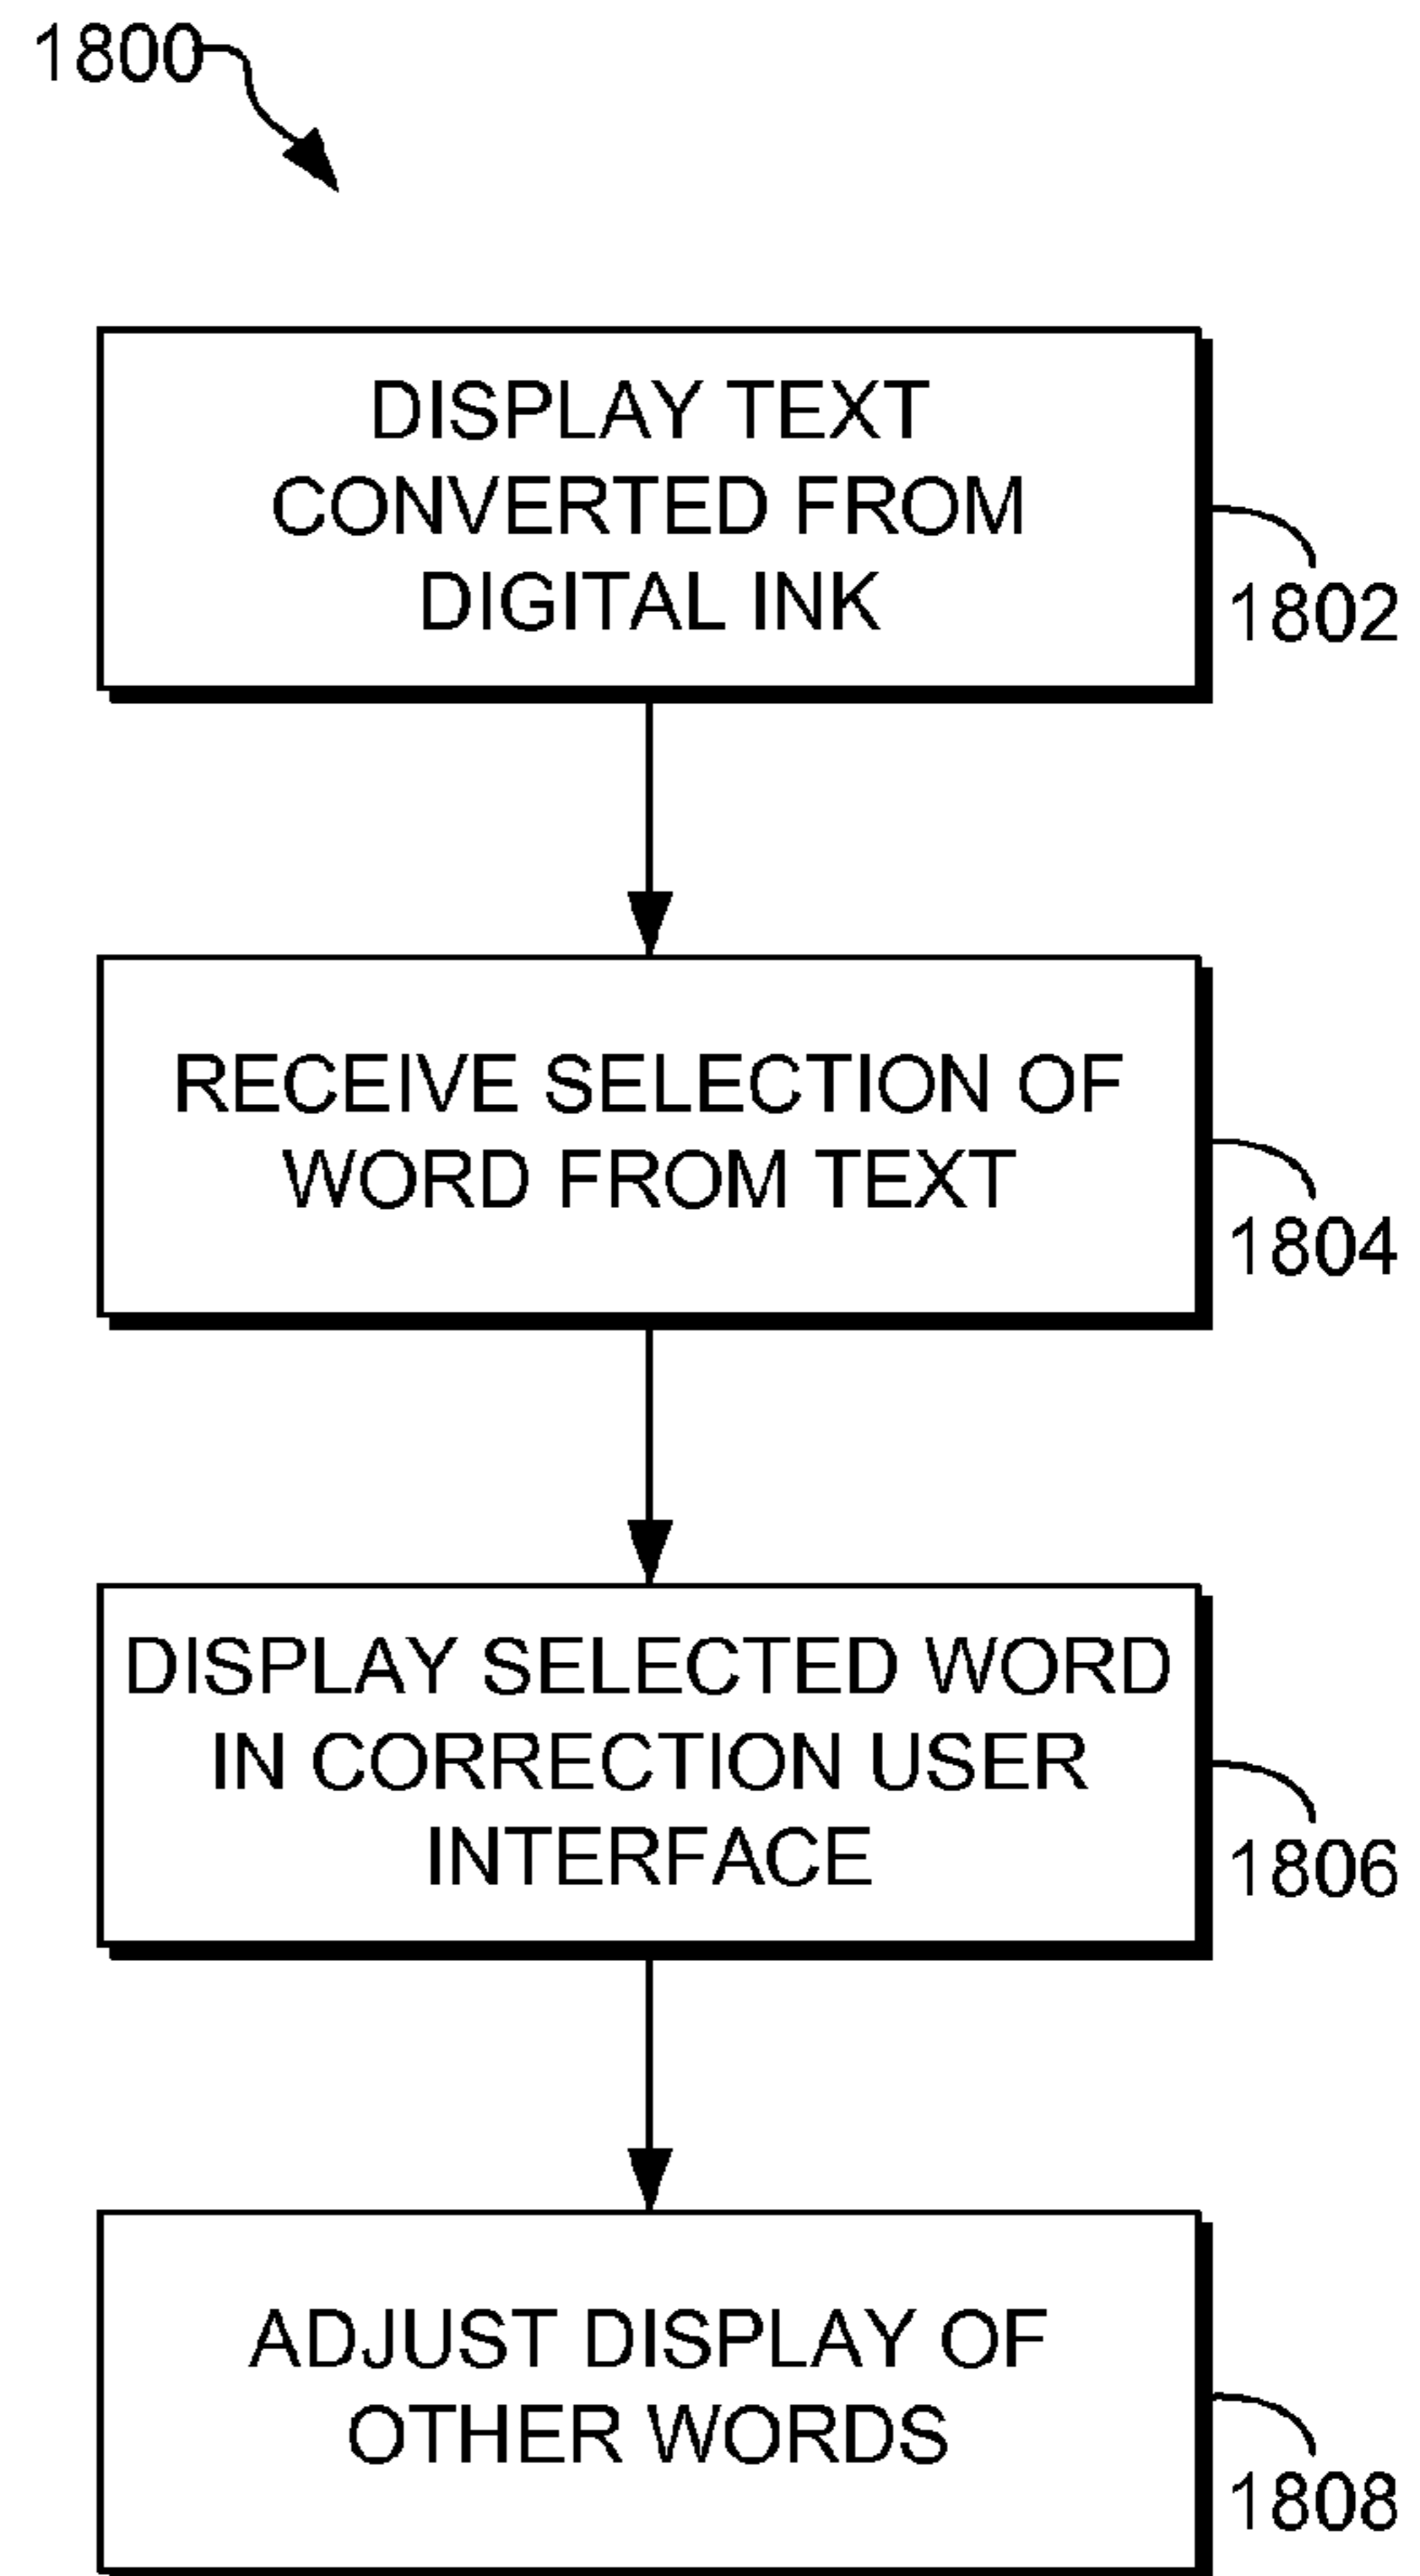 1800
DISPLAY TEXT
CONVERTED FROM
DIGITAL INK
1802
RECEIVE SELECTION OF
WORD FROM TEXT
1804
DISPLAY SELECTED WORD
IN CORRECTION USER
INTERFACE
1806
ADJUST DISPLAY OF
OTHER WORDS
1808